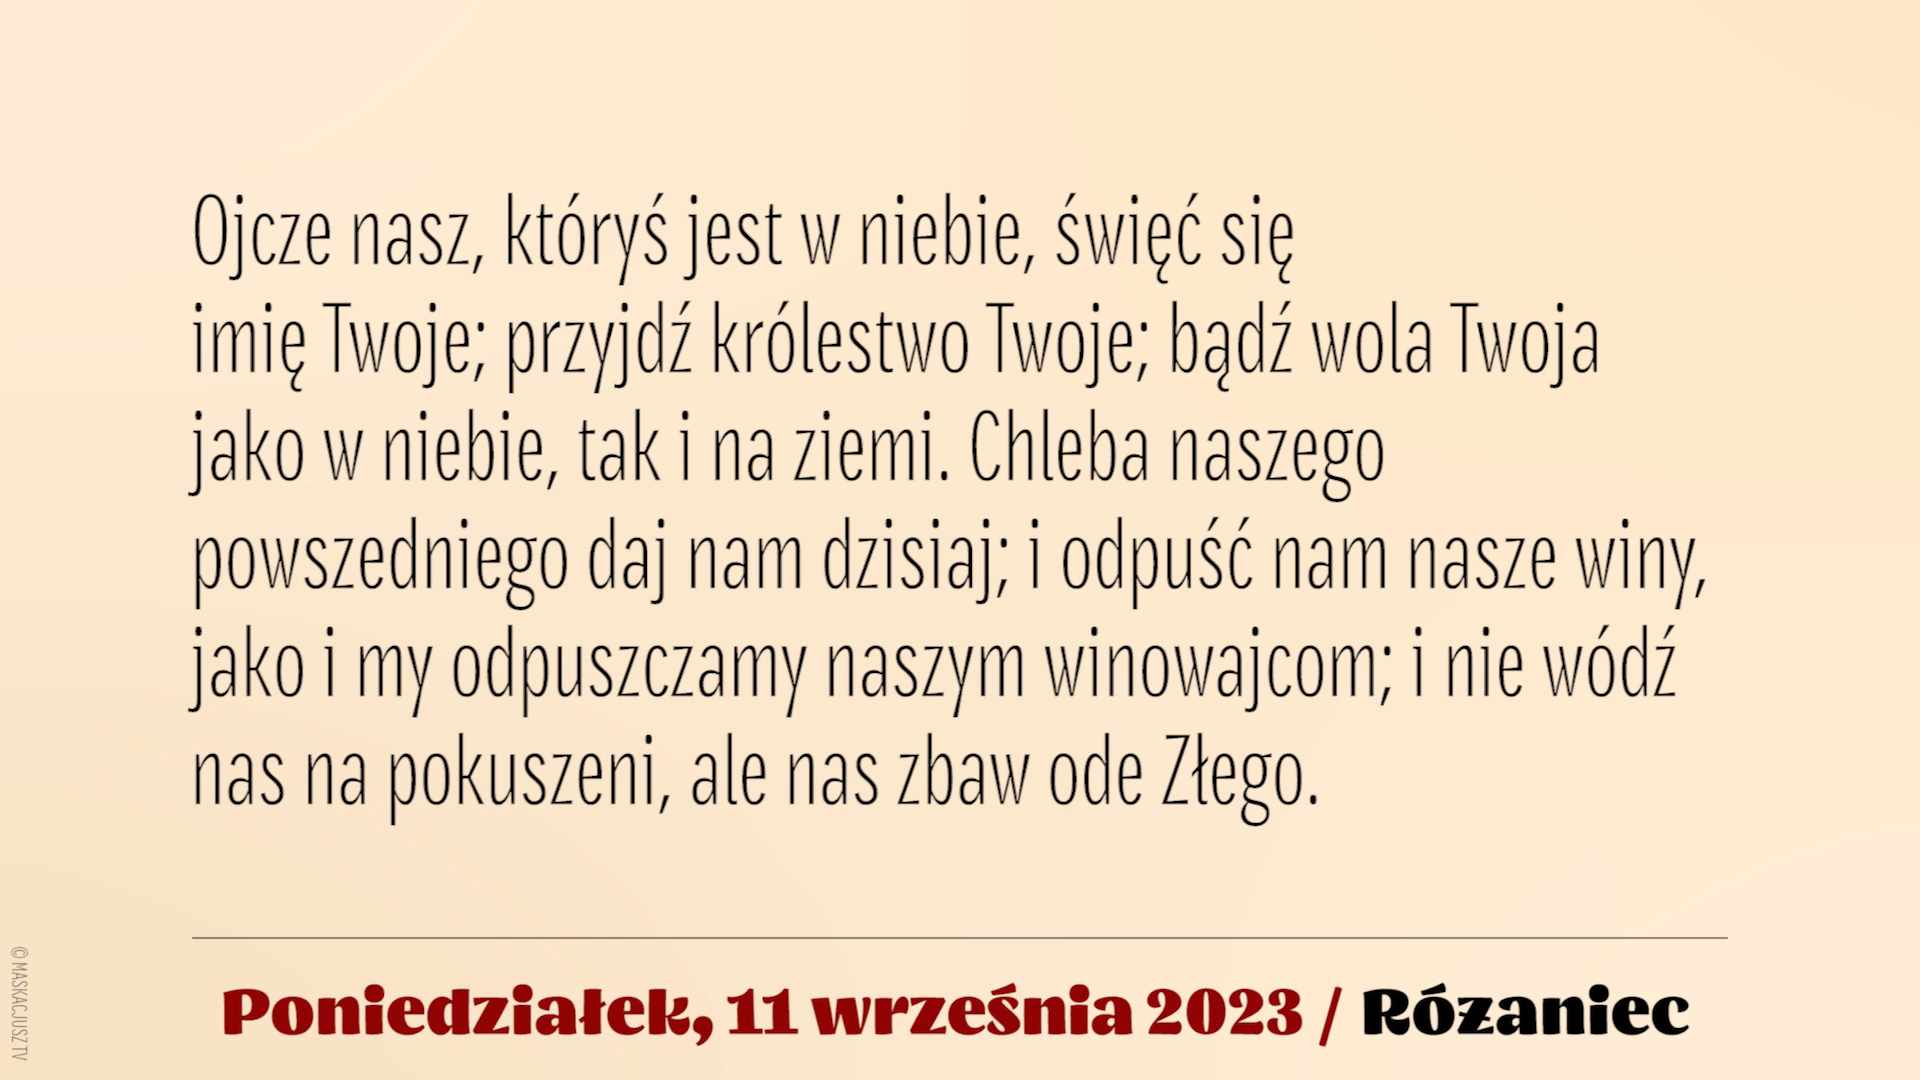 Ojcze nasz, któryś jest w niebie, święć się
imię Twoje; przyjdź królestwo Twoje; bądź wola Twoja
jako w niebie, tak i na ziemi. Chleba naszego
powszedniego daj nam dzisiaj; i odpuść nam nasze winy,
jako i my odpuszczamy naszym winowajcom; i nie wódź
nas na pokuszeni, ale nas zbaw ode Złego.
Poniedziałek, 11 września 2023 / Różaniec
© MASKACJUSZ TV